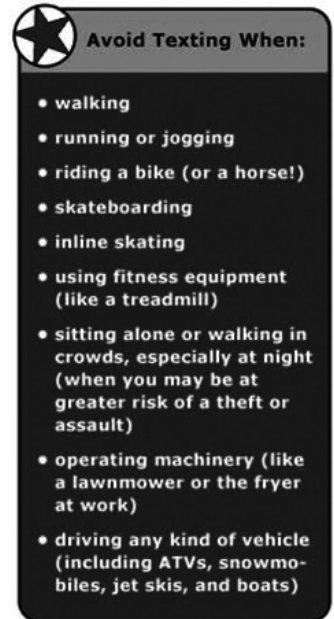 Avoid Texting When:
• walking
• running or jogging
• riding a bike (or a horse!)
• skateboarding
• inline skating
• using fitness equipment
(like a treadmill)
• sitting alone or walking in
crowds, especially at night
(when you may be at
greater risk of a theft or
assault)
• operating machinery (like
a lawnmower or the fryer
at work)
• driving any kind of vehicle
(including ATVs, snowmo-
biles, jet skis, and boats)